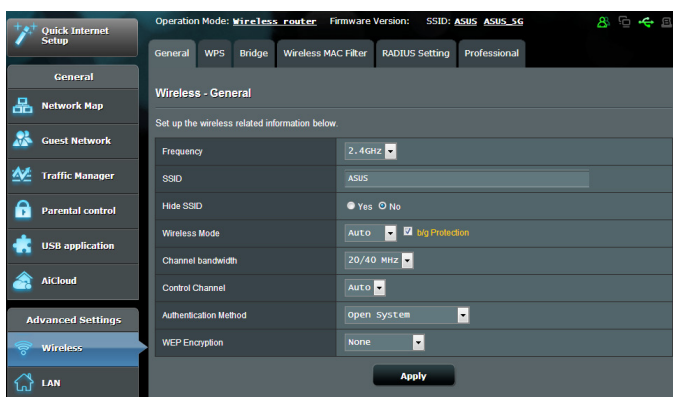 Quick Internet Setup
Operation Mode: Wireless router Firmware Version: SSID: ASUS ASUS_5G
General WPS Bridge Wireless MAC Filter RADIUS Setting Professional
General
Network Map
Guest Network
Traffic Manager
Parental control
USB application
AiCloud
Advanced Settings
Wireless
LAN
Wireless - General
Set up the wireless related information below.
Frequency 2.4GHz
SSID ASUS
Hide SSID Yes No
Wireless Mode Auto b/g Protection
Channel bandwidth 20/40 MHz
Control Channel Auto
Authentication Method Open System
WEP Encryption None
Apply